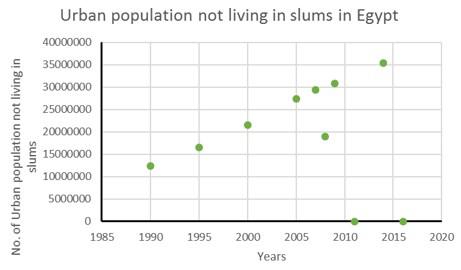 Urban population not living in slums in Egypt
No. of Urban population not living in
slums
40000000
35000000
30000000
25000000
20000000
15000000
10000000
5000000
0
1985 1990 1995 2000 2005 2010 2015 2020
Years